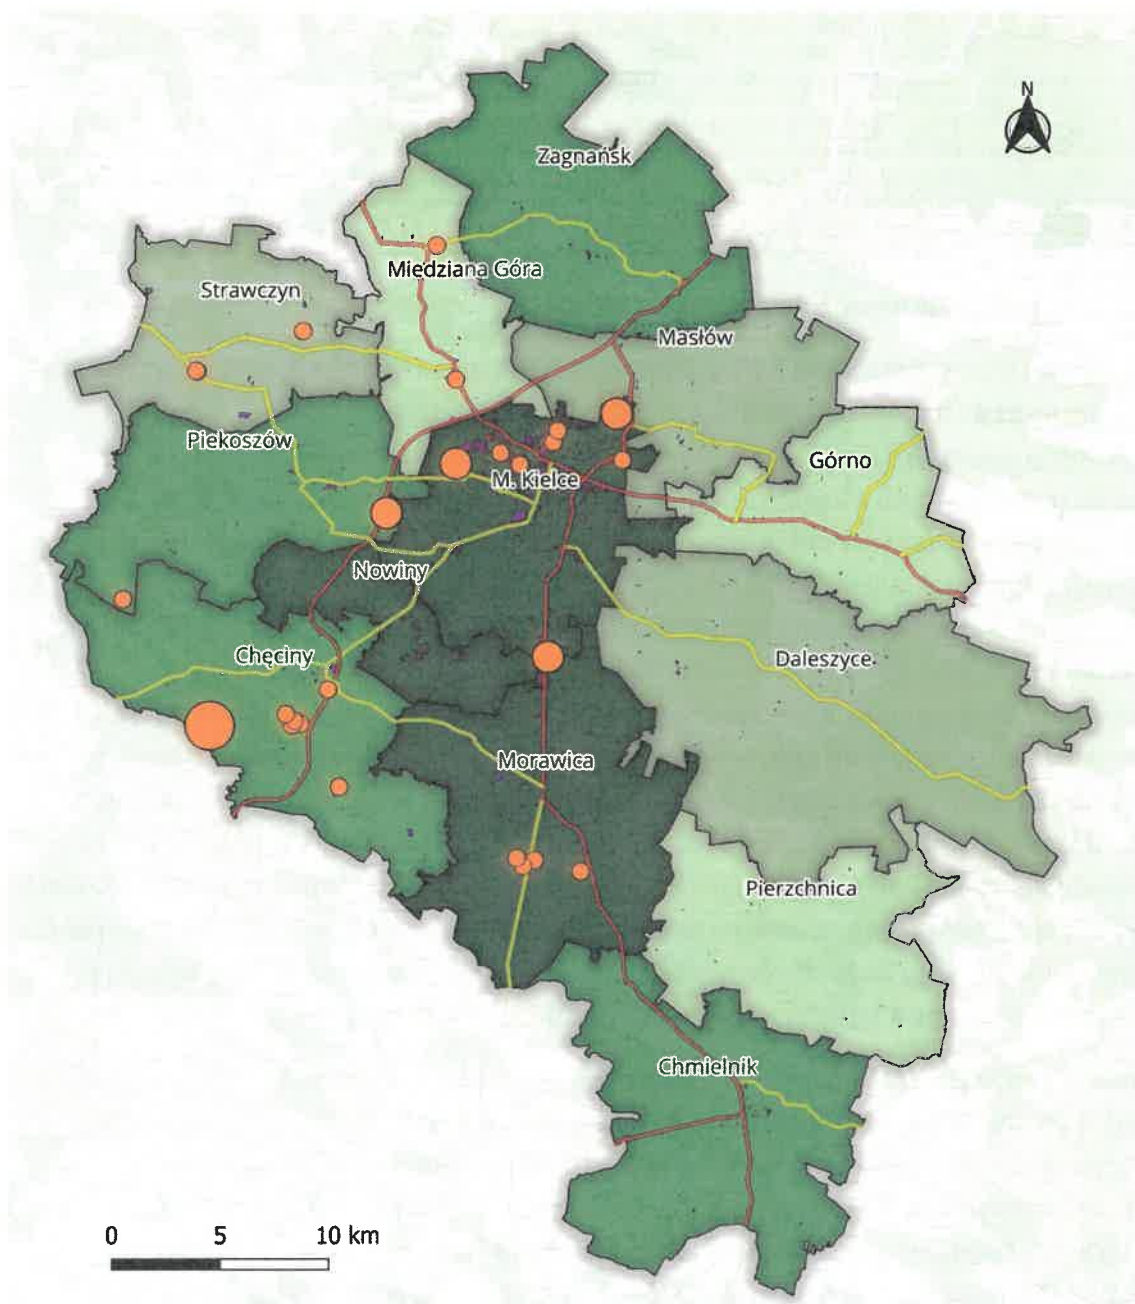 N
Zagnańsk
Miedziana Góra
Strawczyn
Masłów
Piekoszów
Górno
M. Kielce
Nowiny
Chęciny
Daleszyce
Morawica
Pierzchnica
Chmielnik
0 5 10 km